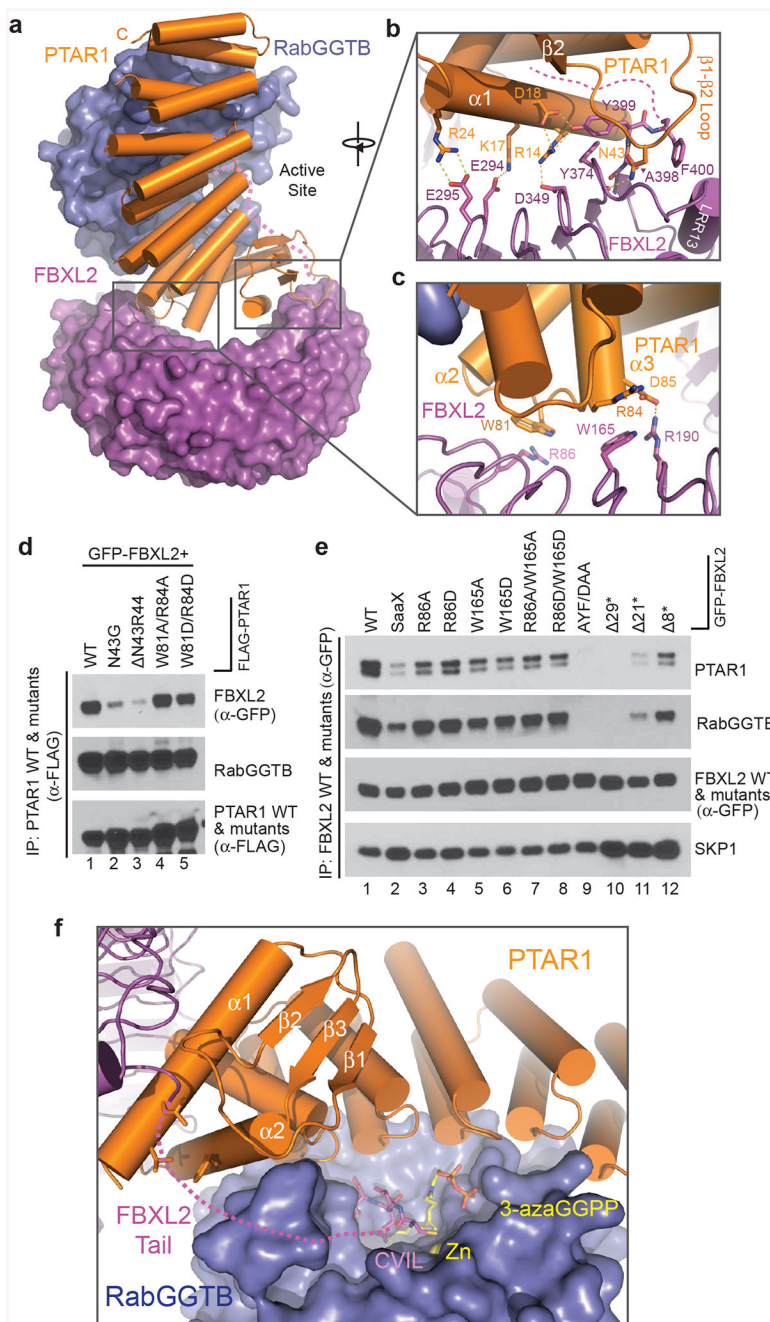 a
C
PTAR1
RabGGTB
Active
Site
FBXL2
b
β2
PTAR1
β1-β2 Loop
α1
D18
Y399
R24
K17
R14
N43
E294
Y374
F400
A398
E295
D349
FBXL2
LRR13
c
PTAR1
α2
α3
D85
FBXL2
R84
W81
W165
R190
R86
d
GFP-FBXL2+
WT
N43G
ΔN43R44
W81A/R84A
W81D/R84D
FLAG-PTAR1
IP: PTAR1 WT & mutants
(α-FLAG)
FBXL2
(α-GFP)
RabGGTB
PTAR1 WT
& mutants
(α-FLAG)
1 2 3 4 5
e
WT
SaaX
R86A
R86D
W165A
W165D
R86A/W165A
R86D/W165D
AYF/DAA
Δ29*
Δ21*
Δ8*
GFP-FBXL2
IP: FBXL2 WT & mutants (α-GFP)
PTAR1
RabGGTB
FBXL2 WT
& mutants
(α-GFP)
SKP1
1 2 3 4 5 6 7 8 9 10 11 12
f
PTAR1
α1
β2
β3
β1
α2
FBXL2
Tail
3-azaGGPP
CVIL
Zn
RabGGTB